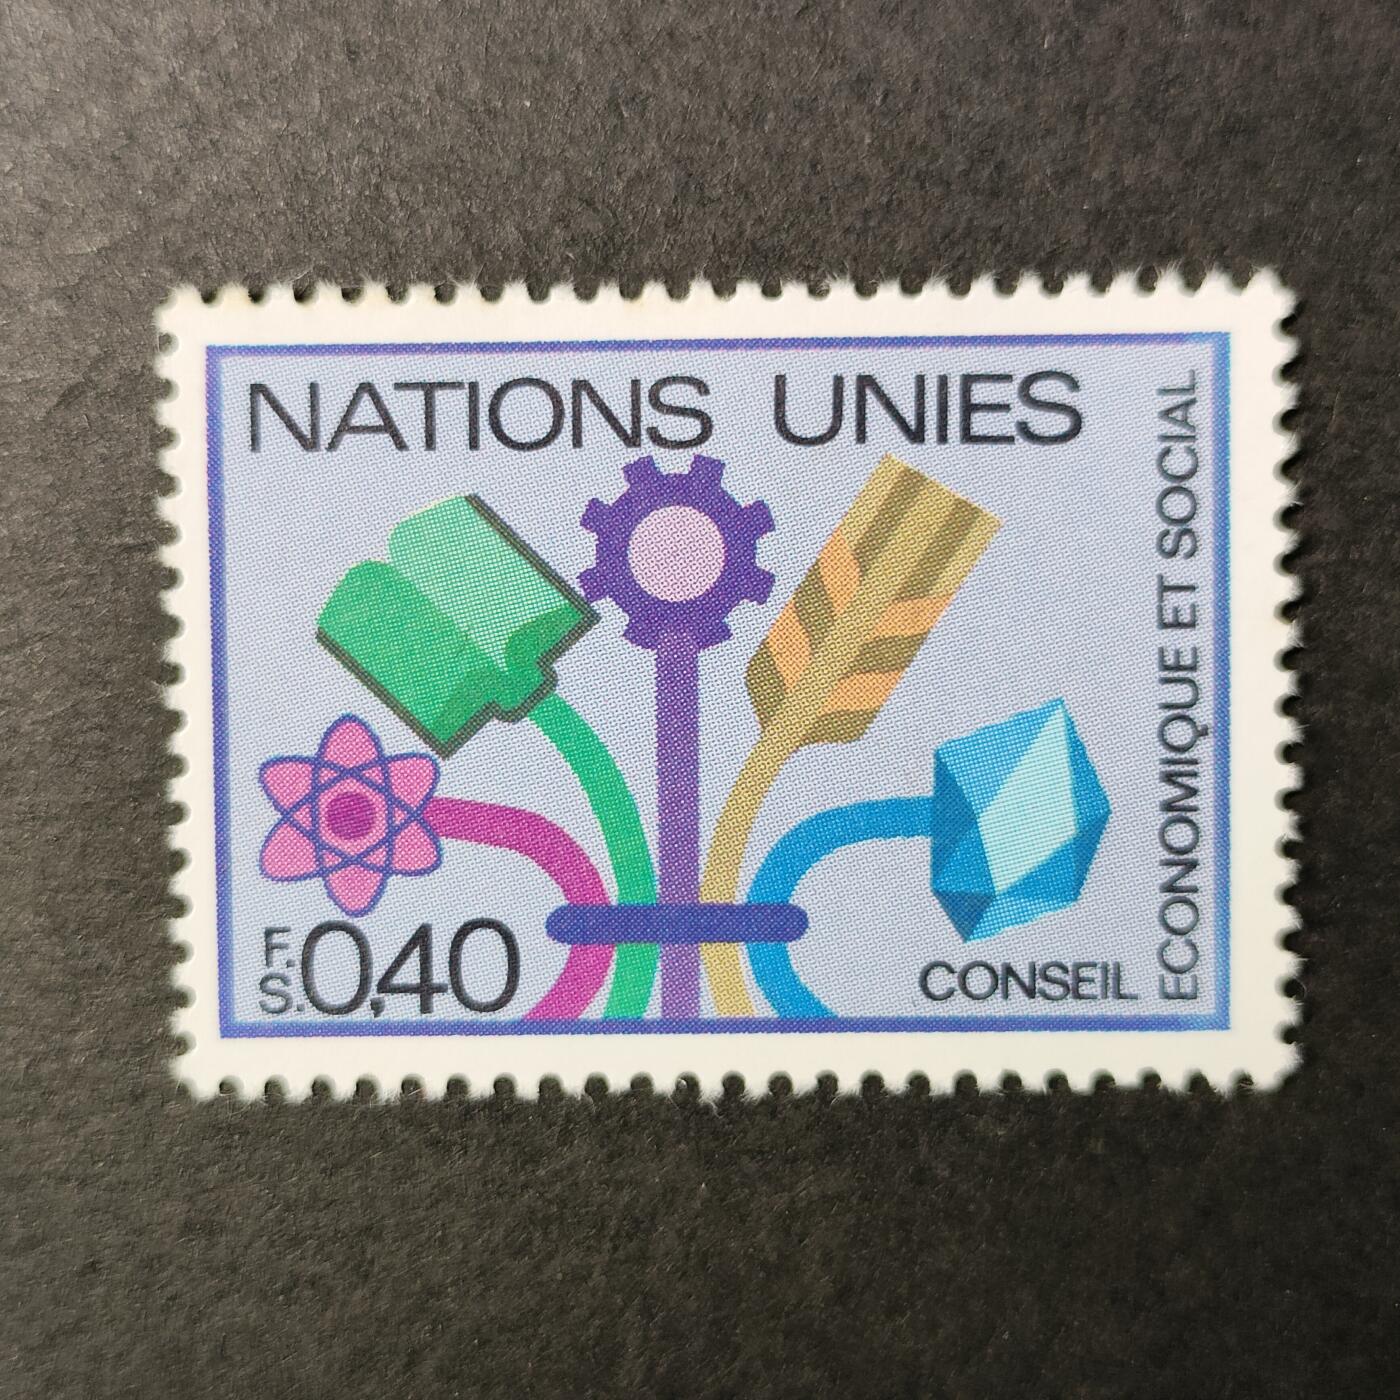 NATIONS UNIES
F.
S.0,40
CONSEIL
ECONOMIQUE ET SOCIAL